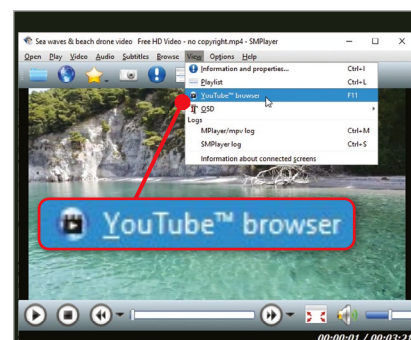 Sea waves & beach drone video Free HD Video - no copyright.mp4 - SMPlayer
Open Play Video Audio Subtitles Browse View Options Help
Information and properties... Ctrl+I
Playlist Ctrl+L
YouTube™ browser F11
OSD
Logs
MPlayer/mpv log Ctrl+M
SMPlayer log Ctrl+S
Information about connected screens
YouTube™ browser
00:00:01 / 00:03:21